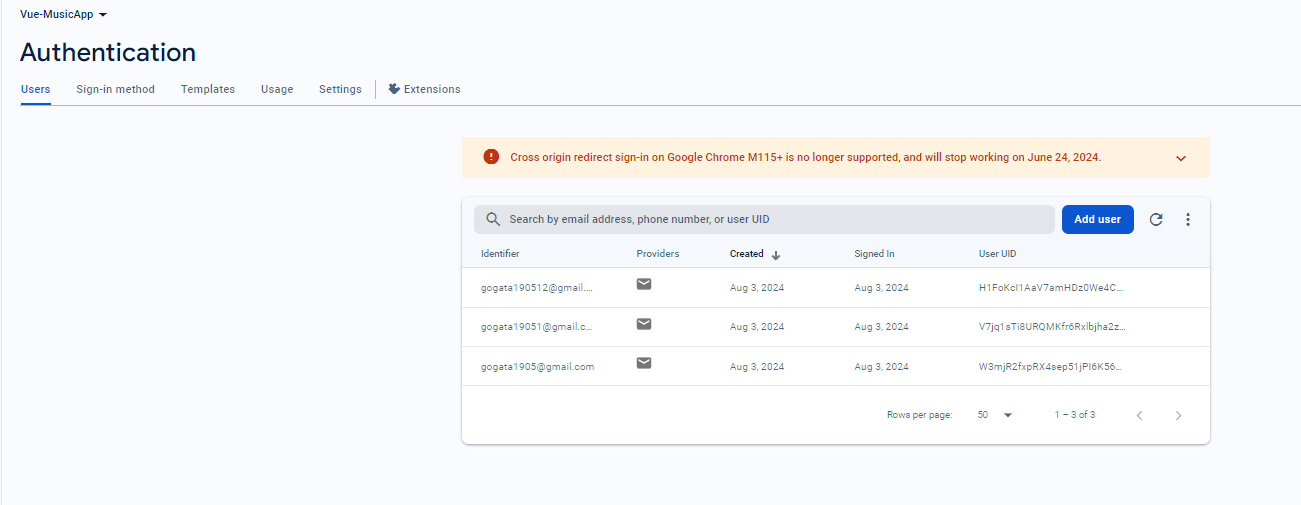 Vue-MusicApp
Authentication
Users Sign-in method Templates Usage Settings Extensions
Cross origin redirect sign-in on Google Chrome M115+ is no longer supported, and will stop working on June 24, 2024.
Search by email address, phone number, or user UID Add user
Identifier Providers Created Signed In User UID
gogata190512@gmail.… Aug 3, 2024 Aug 3, 2024 H1FoKcI1AaV7amHDz0We4C…
gogata19051@gmail.c… Aug 3, 2024 Aug 3, 2024 V7jq1sTi8URQMKfr6Rxlbjha2z…
gogata1905@gmail.com Aug 3, 2024 Aug 3, 2024 W3mjR2fxpRX4sep51jPI6K56…
Rows per page: 50 1 – 3 of 3